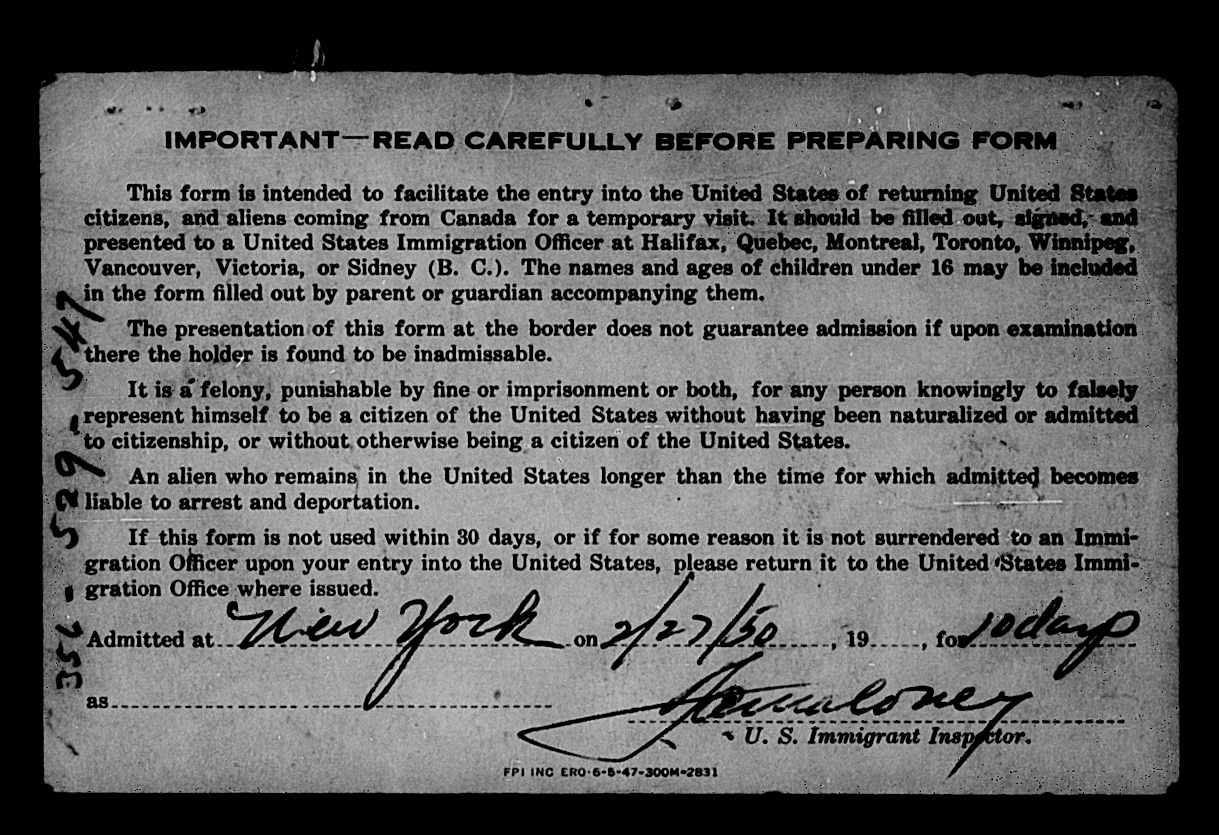 IMPORTANT—READ CAREFULLY BEFORE PREPARING FORM
This form is intended to facilitate the entry into the United States of returning United States
citizens, and aliens coming from Canada for a temporary visit. It should be filled out, signed, and
presented to a United States Immigration Officer at Halifax, Quebec, Montreal, Toronto, Winnipeg,
Vancouver, Victoria, or Sidney (B. C.). The names and ages of children under 16 may be included
in the form filled out by parent or guardian accompanying them.
The presentation of this form at the border does not guarantee admission if upon examination
there the holder is found to be inadmissable.
It is a felony, punishable by fine or imprisonment or both, for any person knowingly to falsely
represent himself to be a citizen of the United States without having been naturalized or admitted
to citizenship, or without otherwise being a citizen of the United States.
An alien who remains in the United States longer than the time for which admitted becomes
liable to arrest and deportation.
If this form is not used within 30 days, or if for some reason it is not surrendered to an Immi-
gration Officer upon your entry into the United States, please return it to the United States Immi-
gration Office where issued.
Admitted at New York on 2/27/50, 19, for 10 days
as
U. S. Immigrant Inspector.
FPI INC ERO-6-5-47-300M-2831
529-547